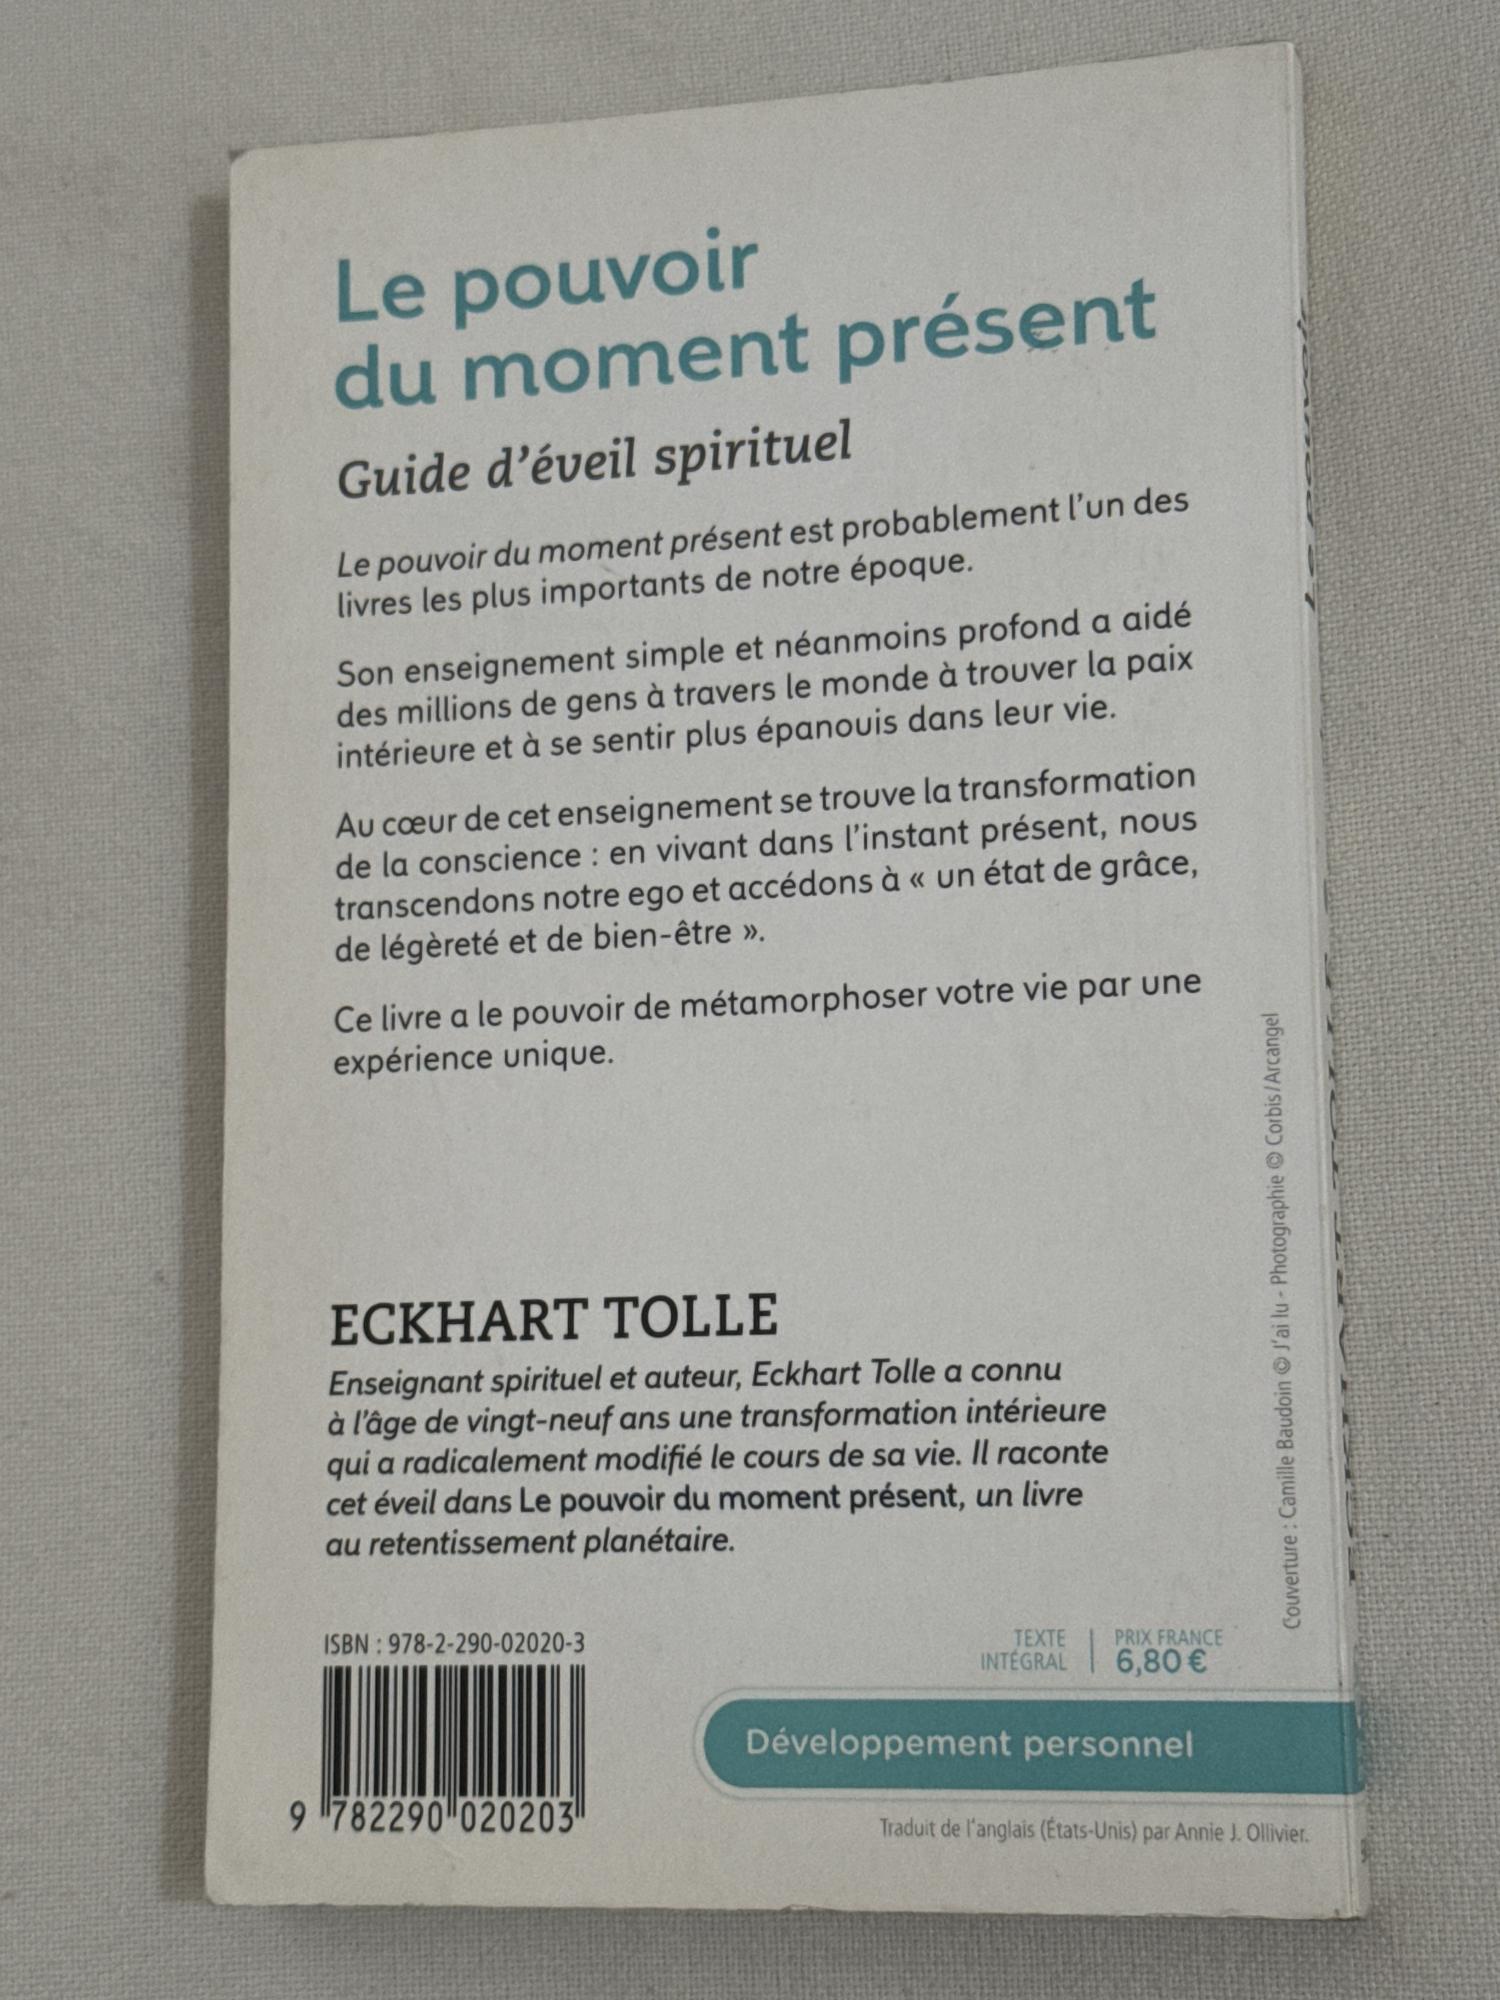 Le pouvoir
du moment présent
Guide d'éveil spirituel
Le pouvoir du moment présent est probablement l'un des
livres les plus importants de notre époque.
Son enseignement simple et néanmoins profond a aidé
des millions de gens à travers le monde à trouver la paix
intérieure et à se sentir plus épanouis dans leur vie.
Au cœur de cet enseignement se trouve la transformation
de la conscience : en vivant dans l'instant présent, nous
transcendons notre ego et accédons à « un état de grâce,
de légèreté et de bien-être ».
Ce livre a le pouvoir de métamorphoser votre vie par une
expérience unique.
ECKHART TOLLE
Enseignant spirituel et auteur, Eckhart Tolle a connu
à l'âge de vingt-neuf ans une transformation intérieure
qui a radicalement modifié le cours de sa vie. Il raconte
cet éveil dans Le pouvoir du moment présent, un livre
au retentissement planétaire.
ISBN : 978-2-290-02020-3
9 782290 020203
TEXTE
INTÉGRAL
PRIX FRANCE
6,80 €
Développement personnel
Traduit de l'anglais (États-Unis) par Annie J. Ollivier.
Couverture : Camille Baudoin © J'ai lu - Photographie © Corbis / Arcangel